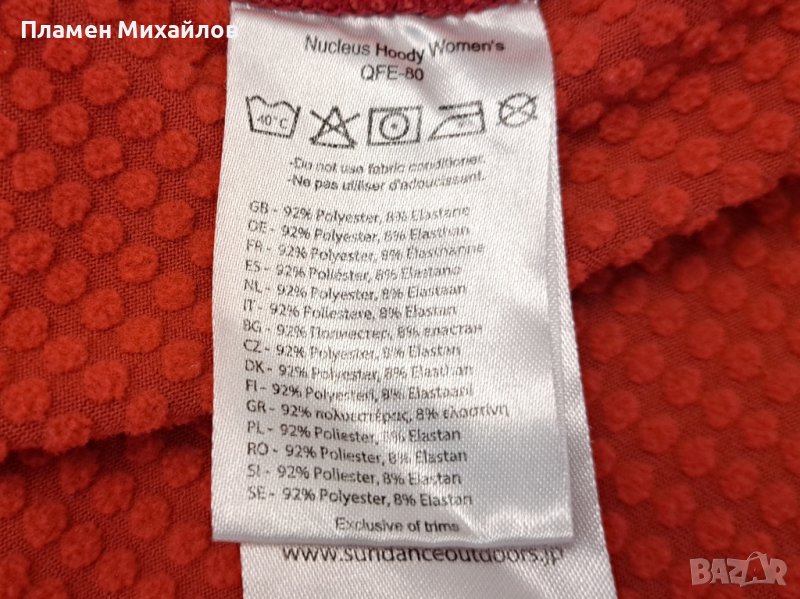 Пламен Михайлов
Nucleus Hoody Women's
QFE-80
40°C
-Do not use fabric conditioner.
-Ne pas utiliser d'adoucissant.
GB - 92% Polyester, 8% Elastane
DE - 92% Polyester, 8% Elasthan
FR - 92% Polyester, 8% Elasthanne
ES - 92% Poliéster, 8% Elastano
NL - 92% Polyester, 8% Elastaan
IT - 92% Poliestere, 8% Elastan
BG - 92% Полиестер, 8% еластан
CZ - 92% Polyester, 8% Elastan
DK - 92% Polyester, 8% Elastan
FI - 92% Polyesteri, 8% Elastaani
GR - 92% πολυεστέρας, 8% ελαστίνη
PL - 92% Poliester, 8% Elastan
RO - 92% Poliester, 8% Elastan
SI - 92% Poliester, 8% Elastan
SE - 92% Polyester, 8% Elastan
Exclusive of trims
www.sundanceoutdoors.jp
BAZAR